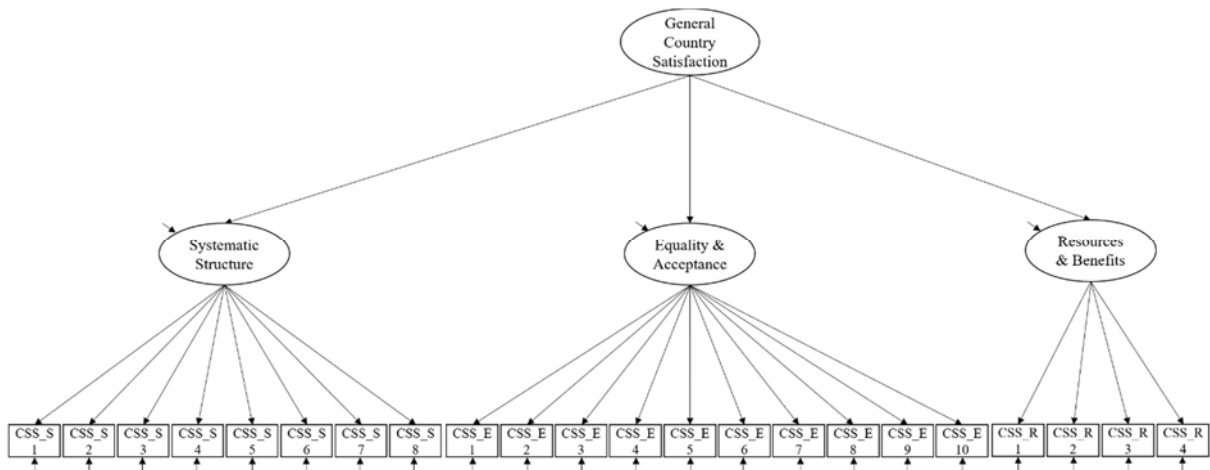 General
Country
Satisfaction
Systematic
Structure
Equality &
Acceptance
Resources
& Benefits
CSS_S
1
CSS_S
2
CSS_S
3
CSS_S
4
CSS_S
5
CSS_S
6
CSS_S
7
CSS_S
8
CSS_E
1
CSS_E
2
CSS_E
3
CSS_E
4
CSS_E
5
CSS_E
6
CSS_E
7
CSS_E
8
CSS_E
9
CSS_E
10
CSS_R
1
CSS_R
2
CSS_R
3
CSS_R
4